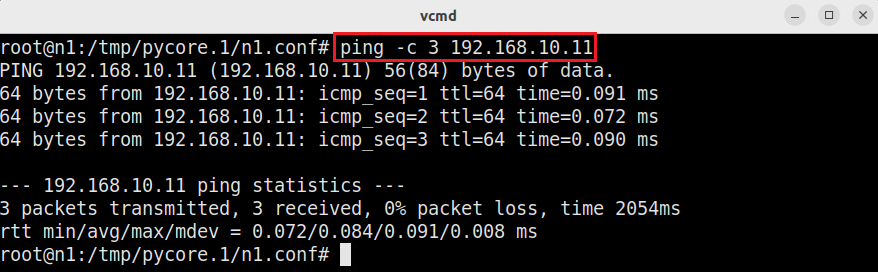 vcmd
root@n1:/tmp/pycore.1/n1.conf# ping -c 3 192.168.10.11
PING 192.168.10.11 (192.168.10.11) 56(84) bytes of data.
64 bytes from 192.168.10.11: icmp_seq=1 ttl=64 time=0.091 ms
64 bytes from 192.168.10.11: icmp_seq=2 ttl=64 time=0.072 ms
64 bytes from 192.168.10.11: icmp_seq=3 ttl=64 time=0.090 ms
--- 192.168.10.11 ping statistics ---
3 packets transmitted, 3 received, 0% packet loss, time 2054ms
rtt min/avg/max/mdev = 0.072/0.084/0.091/0.008 ms
root@n1:/tmp/pycore.1/n1.conf#